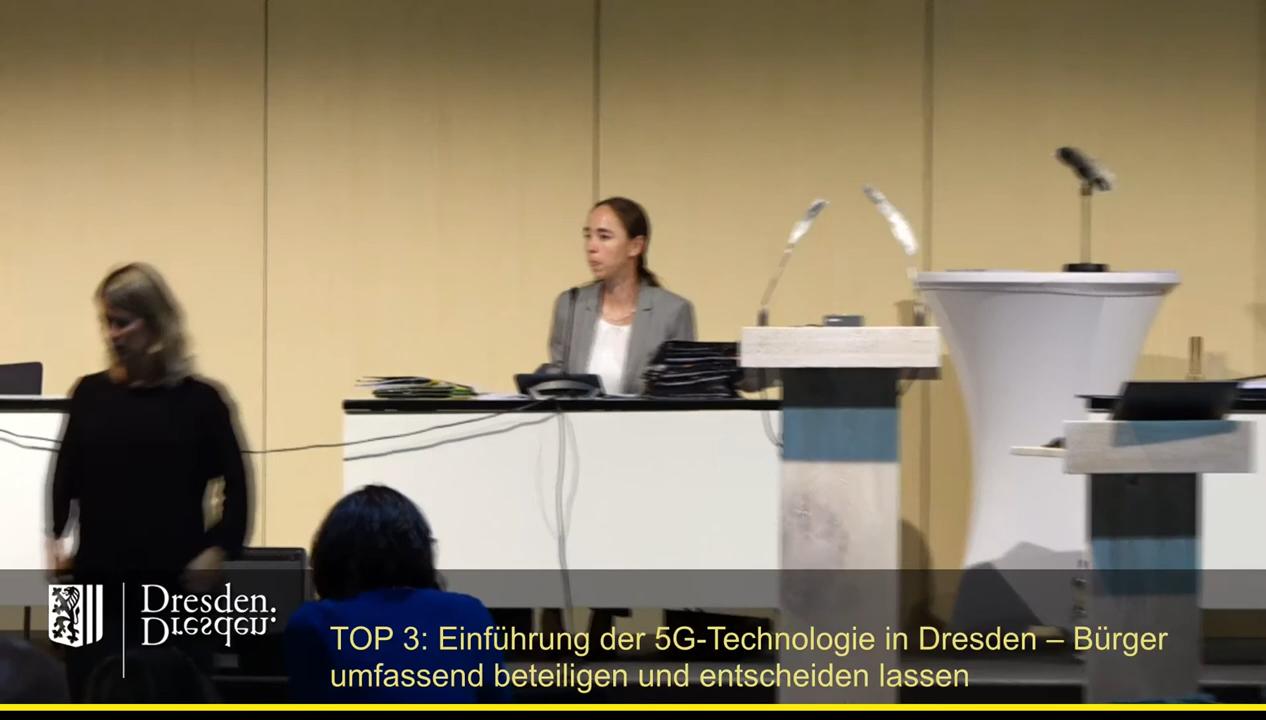 Dresden.
Dresden.
TOP 3: Einführung der 5G-Technologie in Dresden – Bürger
umfassend beteiligen und entscheiden lassen